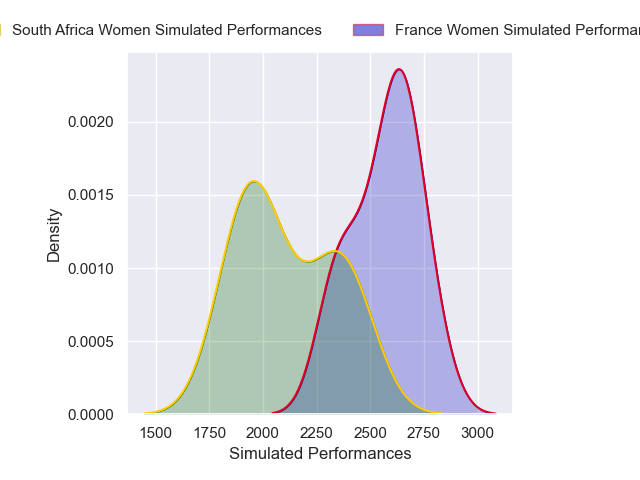 South Africa Women Simulated Performances France Women Simulated
Density
0.0020
0.0015
0.0010
0.0005
0.0000
1500 1750 2000 2250 2500 2750 3000
Simulated Performances